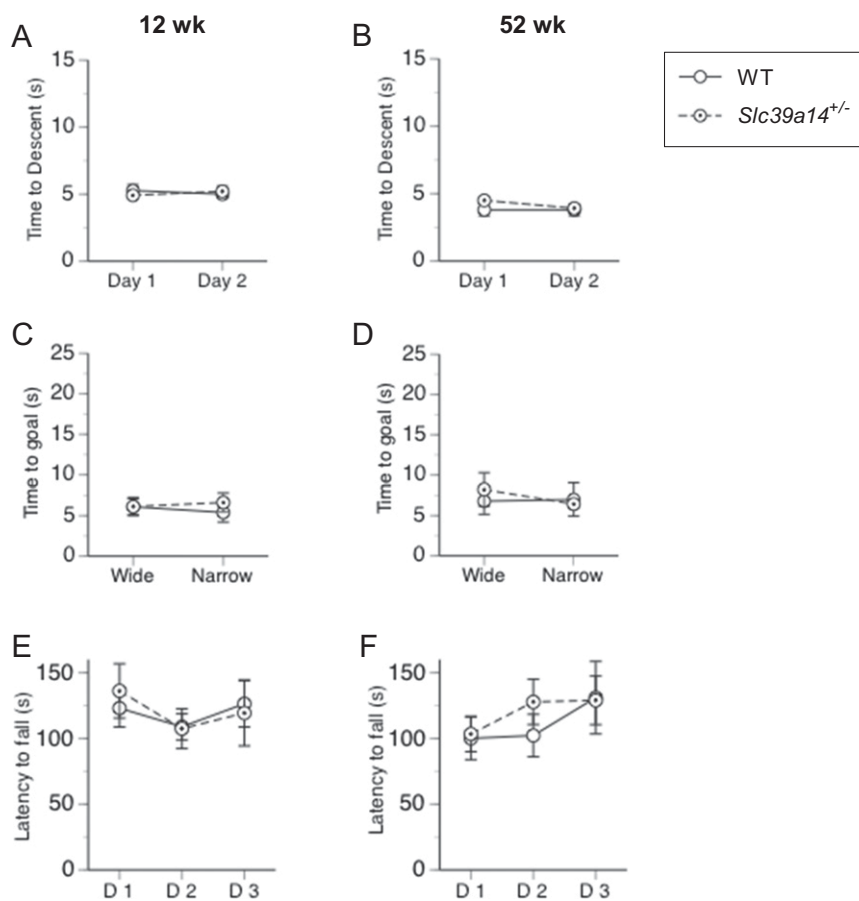 12 wk
52 wk
WT
Slc39a14+/-
A
Time to Descent (s)
15
10
5
0
Day 1 Day 2
B
Time to Descent (s)
15
10
5
0
Day 1 Day 2
C
Time to goal (s)
25
20
15
10
5
0
Wide Narrow
D
Time to goal (s)
25
20
15
10
5
0
Wide Narrow
E
Latency to fall (s)
150
100
50
0
D 1 D 2 D 3
F
Latency to fall (s)
150
100
50
0
D 1 D 2 D 3